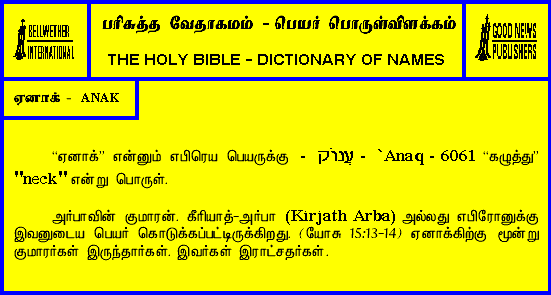 BELLWETHER
INTERNATIONAL
பரிசுத்த வேதாகமம் - பெயர் பொருள்விளக்கம்
THE HOLY BIBLE - DICTIONARY OF NAMES
GOOD NEWS
PUBLISHERS
ஏனாக் - ANAK
“ஏனாக்” என்னும் எபிரெய பெயருக்கு - עֲנׇרֹק - `Anaq - 6061 “கழுத்து”
"neck" என்று பொருள்.
அர்பாவின் குமாரன். கீரியாத்-அர்பா (Kirjath Arba) அல்லது எபிரோனுக்கு
இவனுடைய பெயர் கொடுக்கப்பட்டிருக்கிறது. (யோசு 15:13-14) ஏனாக்கிற்கு மூன்று
குமாரர்கள் இருந்தார்கள். இவர்கள் இராட்சதர்கள்.